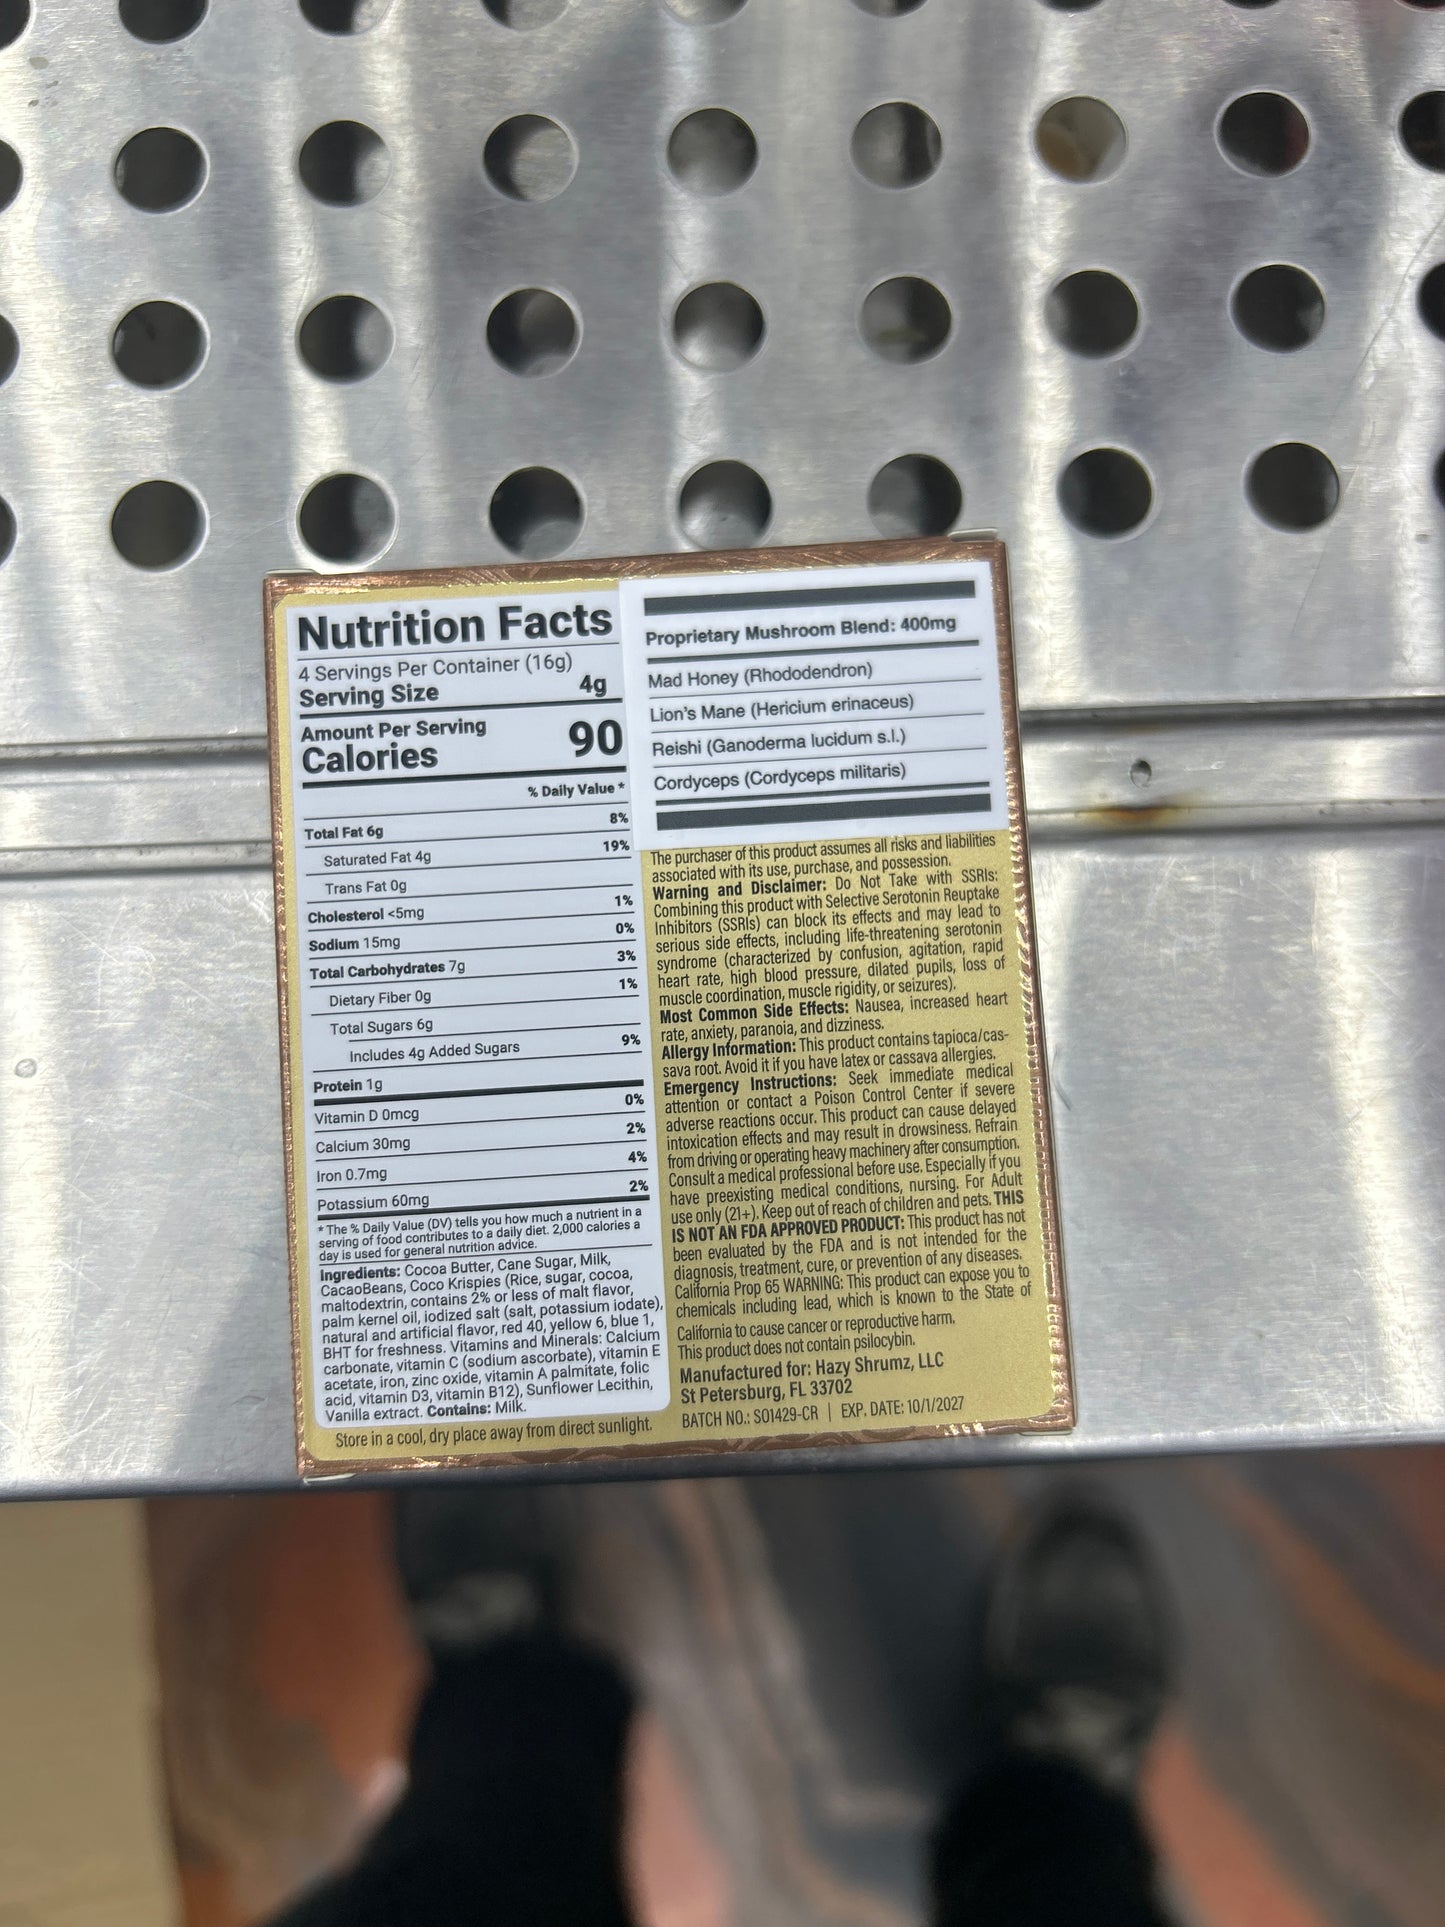 Nutrition Facts
4 Servings Per Container (16g)
Serving Size 4g
Amount Per Serving
Calories 90
% Daily Value *
Total Fat 6g 8%
Saturated Fat 4g 19%
Trans Fat 0g
Cholesterol <5mg 1%
Sodium 15mg 0%
Total Carbohydrates 7g 3%
Dietary Fiber 0g 1%
Total Sugars 6g
Includes 4g Added Sugars 9%
Protein 1g
Vitamin D 0mcg 0%
Calcium 30mg 2%
Iron 0.7mg 4%
Potassium 60mg 2%
* The % Daily Value (DV) tells you how much a nutrient in a
serving of food contributes to a daily diet. 2,000 calories a
day is used for general nutrition advice.
Ingredients: Cocoa Butter, Cane Sugar, Milk,
CacaoBeans, Coco Krispies (Rice, sugar, cocoa,
maltodextrin, contains 2% or less of malt flavor,
palm kernel oil, iodized salt (salt, potassium iodate),
natural and artificial flavor, red 40, yellow 6, blue 1,
BHT for freshness. Vitamins and Minerals: Calcium
carbonate, vitamin C (sodium ascorbate), vitamin E
acetate, iron, zinc oxide, vitamin A palmitate, folic
acid, vitamin D3, vitamin B12), Sunflower Lecithin,
Vanilla extract. Contains: Milk.
Store in a cool, dry place away from direct sunlight.
Proprietary Mushroom Blend: 400mg
Mad Honey (Rhododendron)
Lion's Mane (Hericium erinaceus)
Reishi (Ganoderma lucidum s.l.)
Cordyceps (Cordyceps militaris)
The purchaser of this product assumes all risks and liabilities
associated with its use, purchase, and possession.
Warning and Disclaimer: Do Not Take with SSRIs:
Combining this product with Selective Serotonin Reuptake
Inhibitors (SSRIs) can block its effects and may lead to
serious side effects, including life-threatening serotonin
syndrome (characterized by confusion, agitation, rapid
heart rate, high blood pressure, dilated pupils, loss of
muscle coordination, muscle rigidity, or seizures).
Most Common Side Effects: Nausea, increased heart
rate, anxiety, paranoia, and dizziness.
Allergy Information: This product contains tapioca/cas-
sava root. Avoid it if you have latex or cassava allergies.
Emergency Instructions: Seek immediate medical
attention or contact a Poison Control Center if severe
adverse reactions occur. This product can cause delayed
intoxication effects and may result in drowsiness. Refrain
from driving or operating heavy machinery after consumption.
Consult a medical professional before use. Especially if you
have preexisting medical conditions, nursing. For Adult
use only (21+). Keep out of reach of children and pets. THIS
IS NOT AN FDA APPROVED PRODUCT: This product has not
been evaluated by the FDA and is not intended for the
diagnosis, treatment, cure, or prevention of any diseases.
California Prop 65 WARNING: This product can expose you to
chemicals including lead, which is known to the State of
California to cause cancer or reproductive harm.
This product does not contain psilocybin.
Manufactured for: Hazy Shrumz, LLC
St Petersburg, FL 33702
BATCH NO.: S01429-CR | EXP. DATE: 10/1/2027